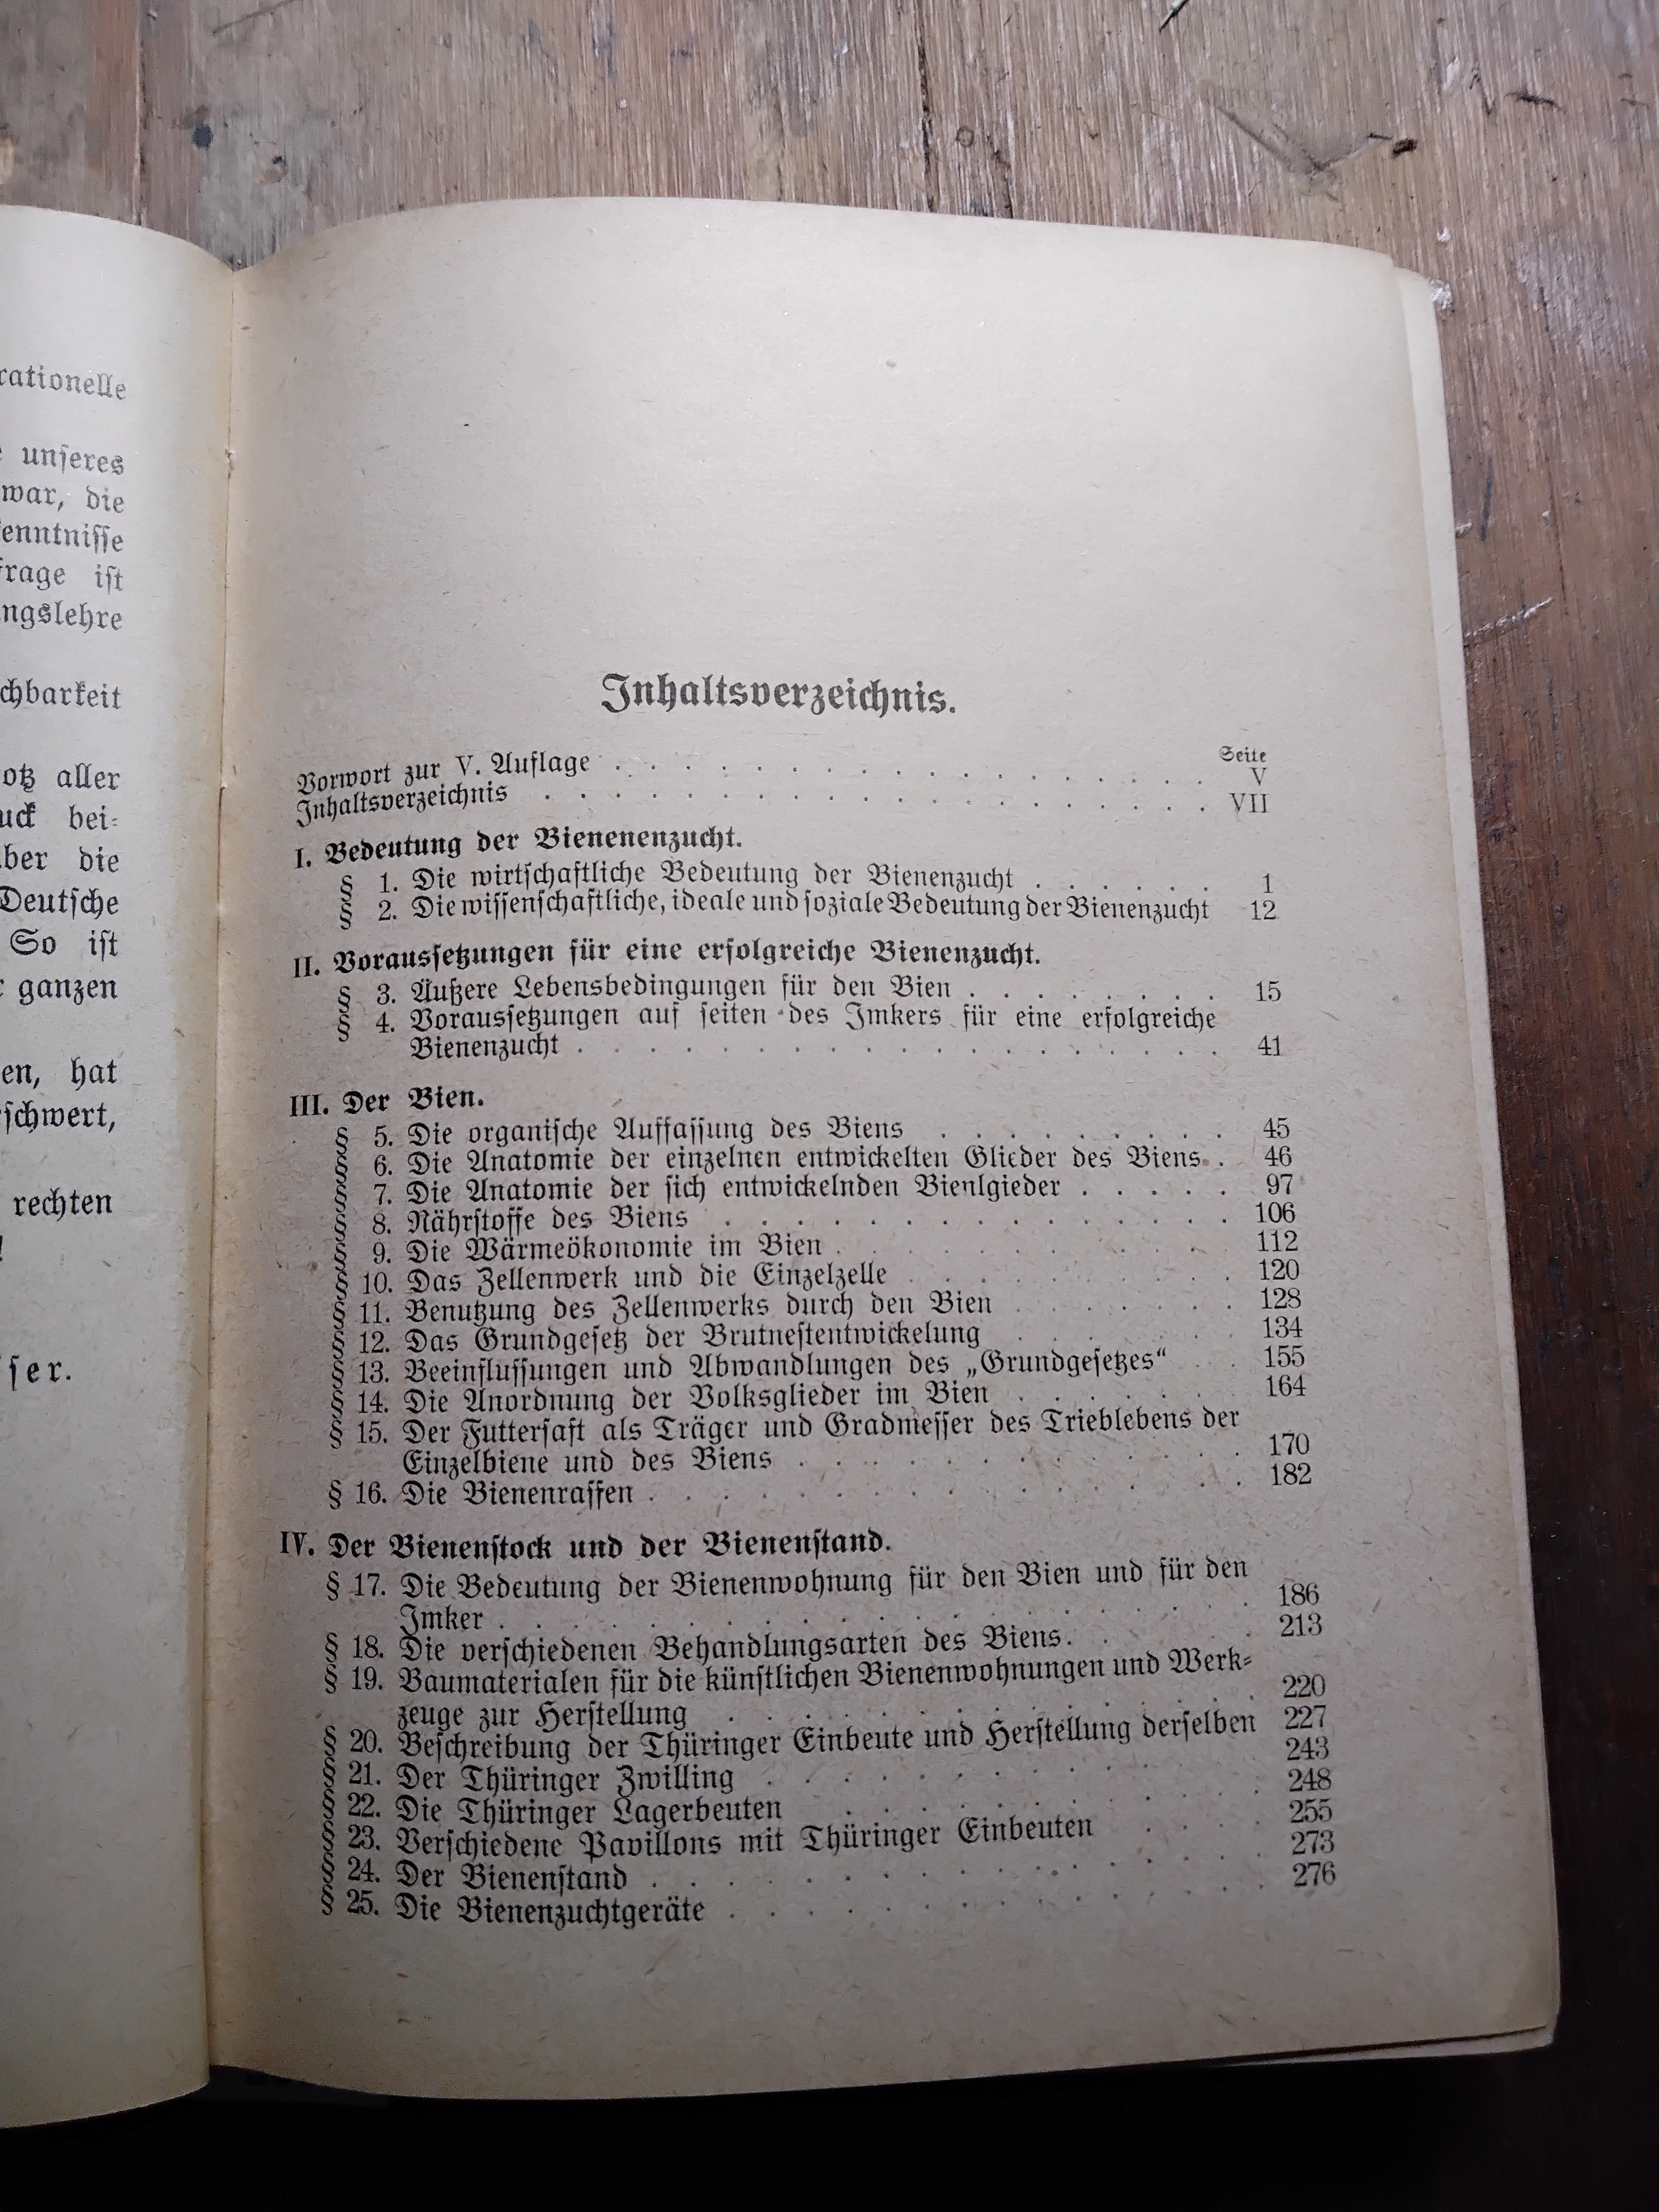 rationelle
unseres
war, die
enntnisse
frage ist
ngslehre
chbarkeit
otz aller
uck bei-
ber die
Deutsche
So ist
ganzen
en, hat
schwert,
rechten
!
ser.
Inhaltsverzeichnis.
Seite
Vorwort zur V. Auflage . . . . . . . . . . . . . . . . . V
Inhaltsverzeichnis . . . . . . . . . . . . . . . . . . . VII
I. Bedeutung der Bienenenzucht.
§ 1. Die wirtschaftliche Bedeutung der Bienenzucht . . . . . . 1
§ 2. Die wissenschaftliche, ideale und soziale Bedeutung der Bienenzucht 12
II. Voraussetzungen für eine erfolgreiche Bienenzucht.
§ 3. Äußere Lebensbedingungen für den Bien . . . . . . . . 15
§ 4. Voraussetzungen auf seiten des Imkers für eine erfolgreiche
Bienenzucht . . . . . . . . . . . . . . . . . . . 41
III. Der Bien.
§ 5. Die organische Auffassung des Biens . . . . . . . . . 45
§ 6. Die Anatomie der einzelnen entwickelten Glieder des Biens . . 46
§ 7. Die Anatomie der sich entwickelnden Bienlgieder . . . . . 97
§ 8. Nährstoffe des Biens . . . . . . . . . . . . . . . 106
§ 9. Die Wärmeökonomie im Bien . . . . . . . . . . . 112
§ 10. Das Zellenwerk und die Einzelzelle . . . . . . . . . 120
§ 11. Benutzung des Zellenwerks durch den Bien . . . . . . . 128
§ 12. Das Grundgesetz der Brutnestentwickelung . . . . . . . 134
§ 13. Beeinflussungen und Abwandlungen des „Grundgesetzes“ . . 155
§ 14. Die Anordnung der Volksglieder im Bien . . . . . . . 164
§ 15. Der Futtersaft als Träger und Gradmesser des Trieblebens der
Einzelbiene und des Biens . . . . . . . . . . . . . 170
§ 16. Die Bienenrassen . . . . . . . . . . . . . . . . 182
IV. Der Bienenstock und der Bienenstand.
§ 17. Die Bedeutung der Bienenwohnung für den Bien und für den
Imker . . . . . . . . . . . . . . . . . . . . . 186
§ 18. Die verschiedenen Behandlungsarten des Biens . . . . . 213
§ 19. Baumaterialen für die künstlichen Bienenwohnungen und Werk-
zeuge zur Herstellung . . . . . . . . . . . . . . . 220
§ 20. Beschreibung der Thüringer Einbeute und Herstellung derselben 227
§ 21. Der Thüringer Zwilling . . . . . . . . . . . . . . 243
§ 22. Die Thüringer Lagerbeuten . . . . . . . . . . . . 248
§ 23. Verschiedene Pavillons mit Thüringer Einbeuten . . . . 255
§ 24. Der Bienenstand . . . . . . . . . . . . . . . . 273
§ 25. Die Bienenzuchtgeräte . . . . . . . . . . . . . . 276